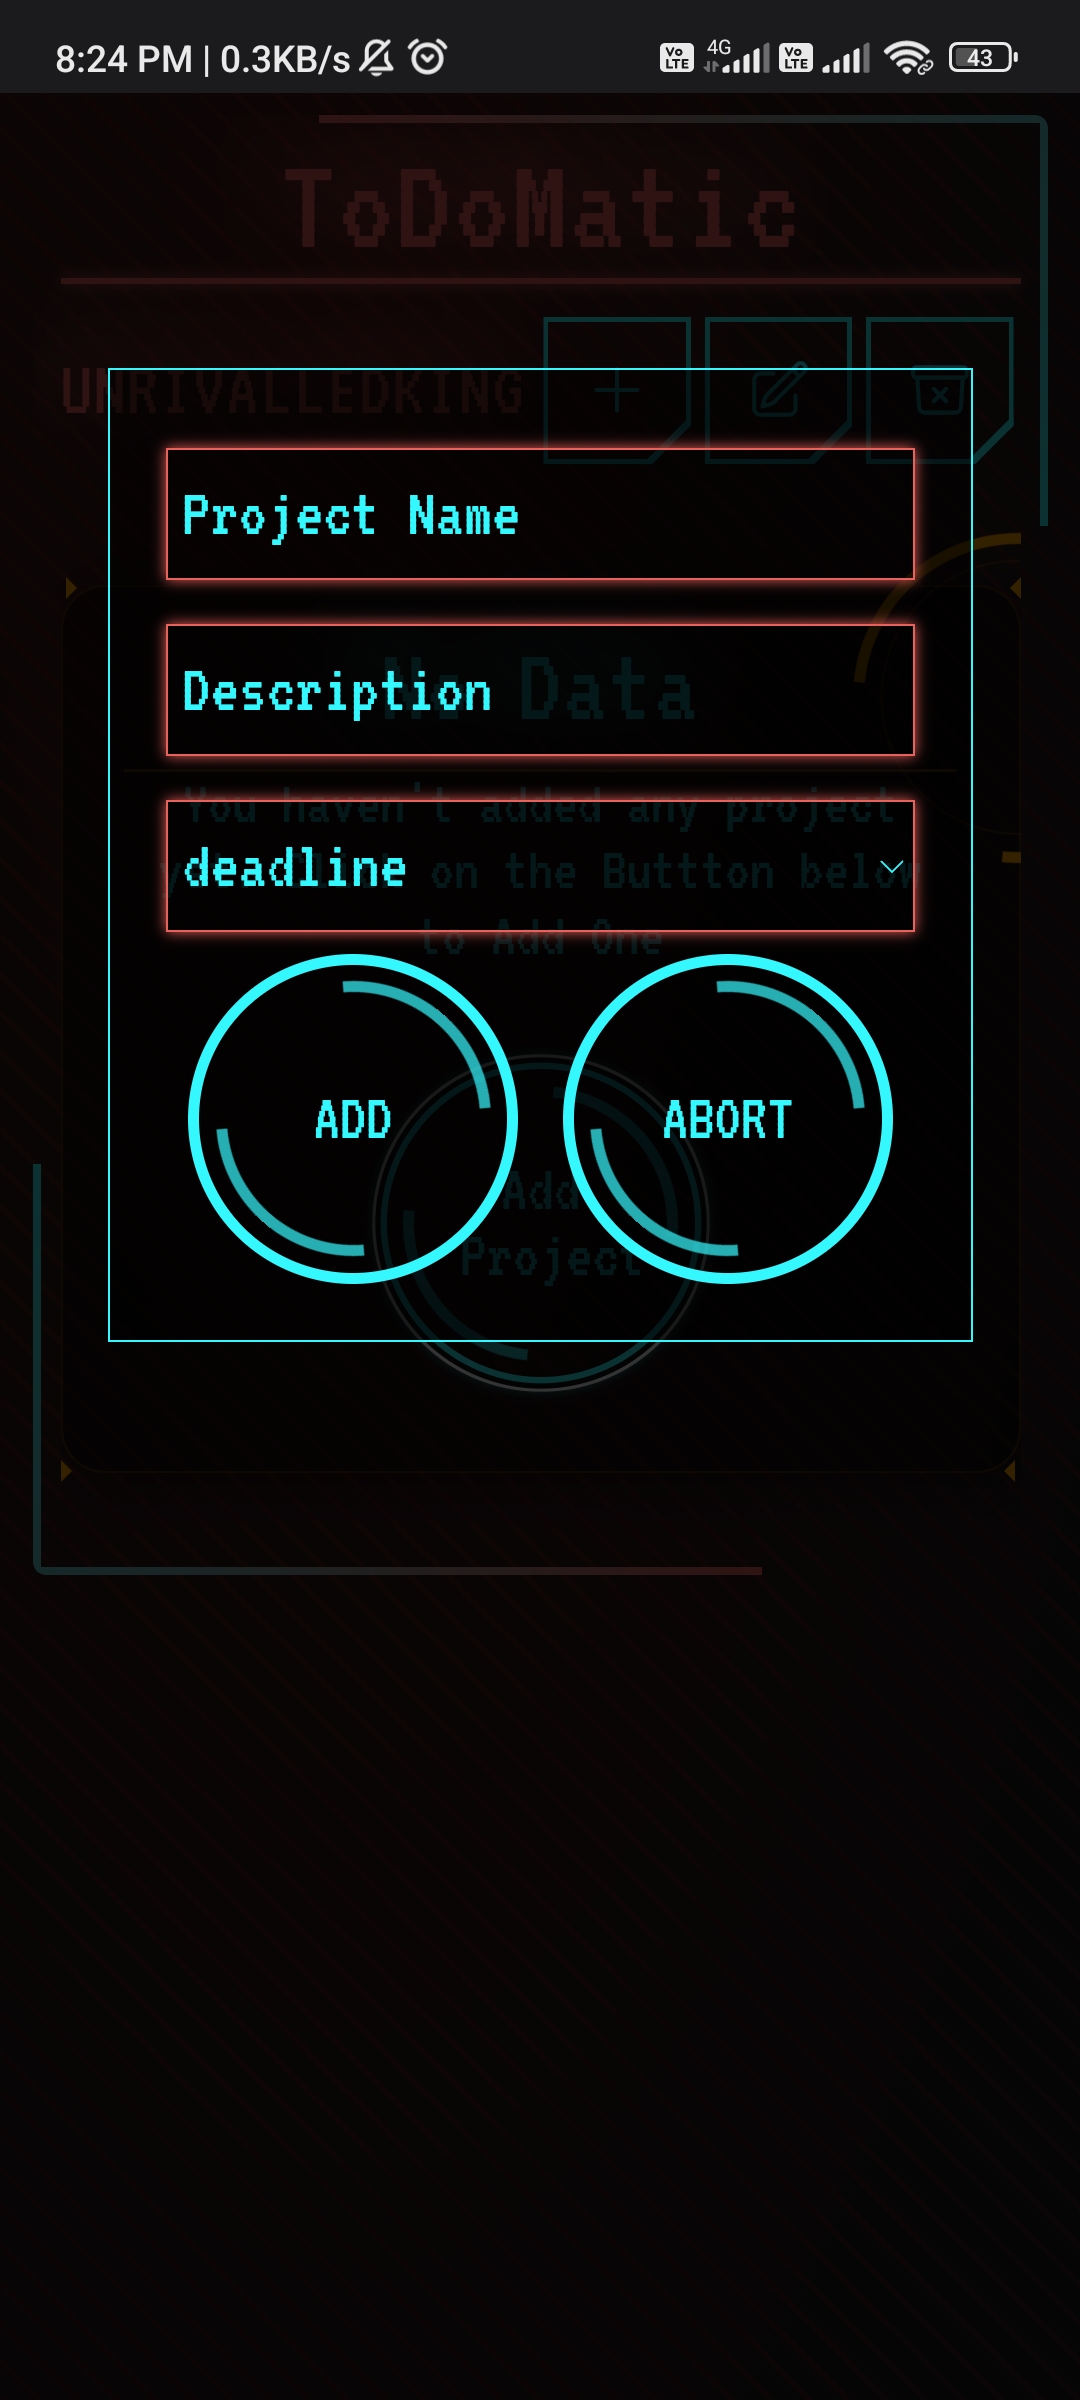 8:24 PM | 0.3KB/s
Vo LTE 4G Vo LTE 43
ToDoMatic
UNRIVALLEDKING
Project Name
No Data
Description
You haven't added any project
deadline
on the Buttton below
to Add One
ADD
ABORT
Add
Project